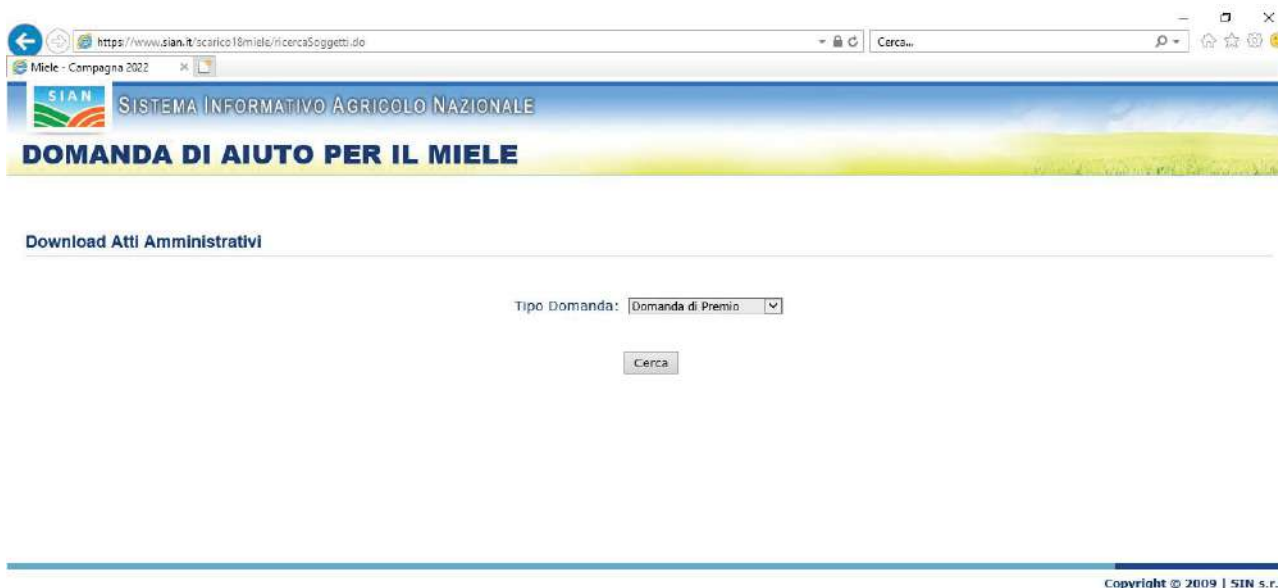 https://www.sian.it/scarico18miele/ricercaSoggetti.do
Cerca...
Miele - Campagna 2022
SIAN
SISTEMA INFORMATIVO AGRICOLO NAZIONALE
DOMANDA DI AIUTO PER IL MIELE
Download Atti Amministrativi
Tipo Domanda: Domanda di Premio
Cerca
Copyright © 2009 | SIN s.r.